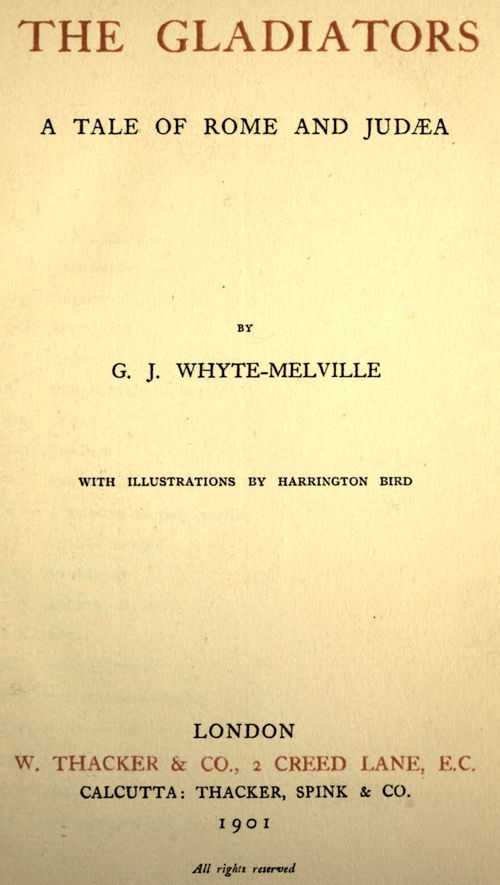 THE GLADIATORS
A TALE OF ROME AND JUDÆA
BY
G. J. WHYTE-MELVILLE
WITH ILLUSTRATIONS BY HARRINGTON BIRD
LONDON
W. THACKER & CO., 2 CREED LANE, E.C.
CALCUTTA: THACKER, SPINK & CO.
1901
All rights reserved